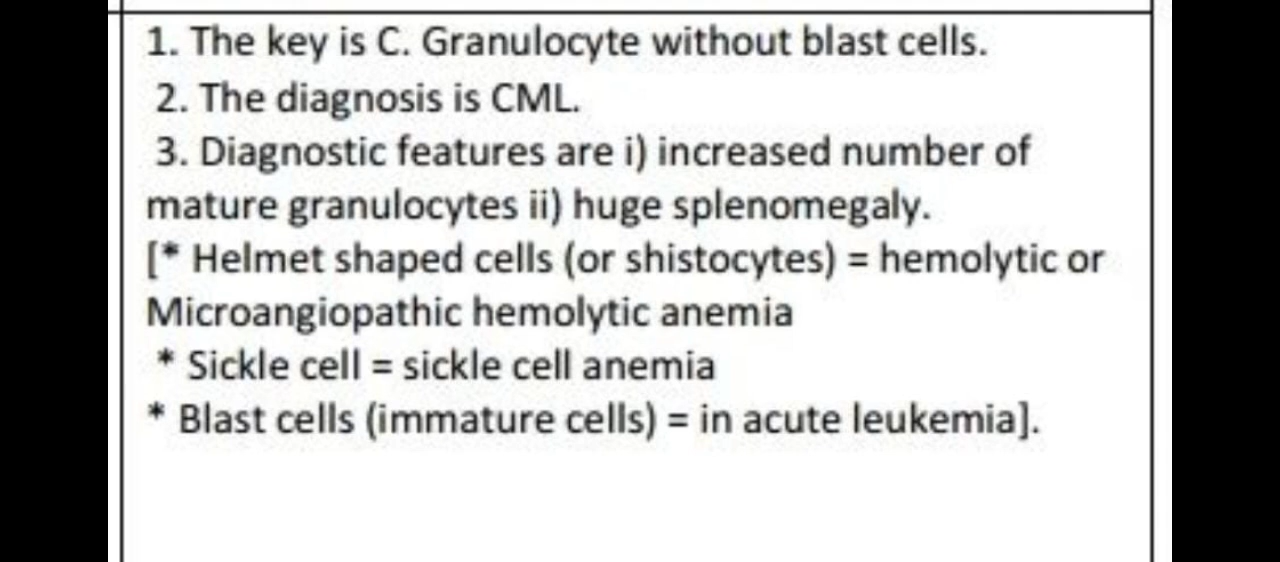 1. The key is C. Granulocyte without blast cells.
2. The diagnosis is CML.
3. Diagnostic features are i) increased number of
mature granulocytes ii) huge splenomegaly.
[* Helmet shaped cells (or shistocytes) = hemolytic or
Microangiopathic hemolytic anemia
* Sickle cell = sickle cell anemia
* Blast cells (immature cells) = in acute leukemia].